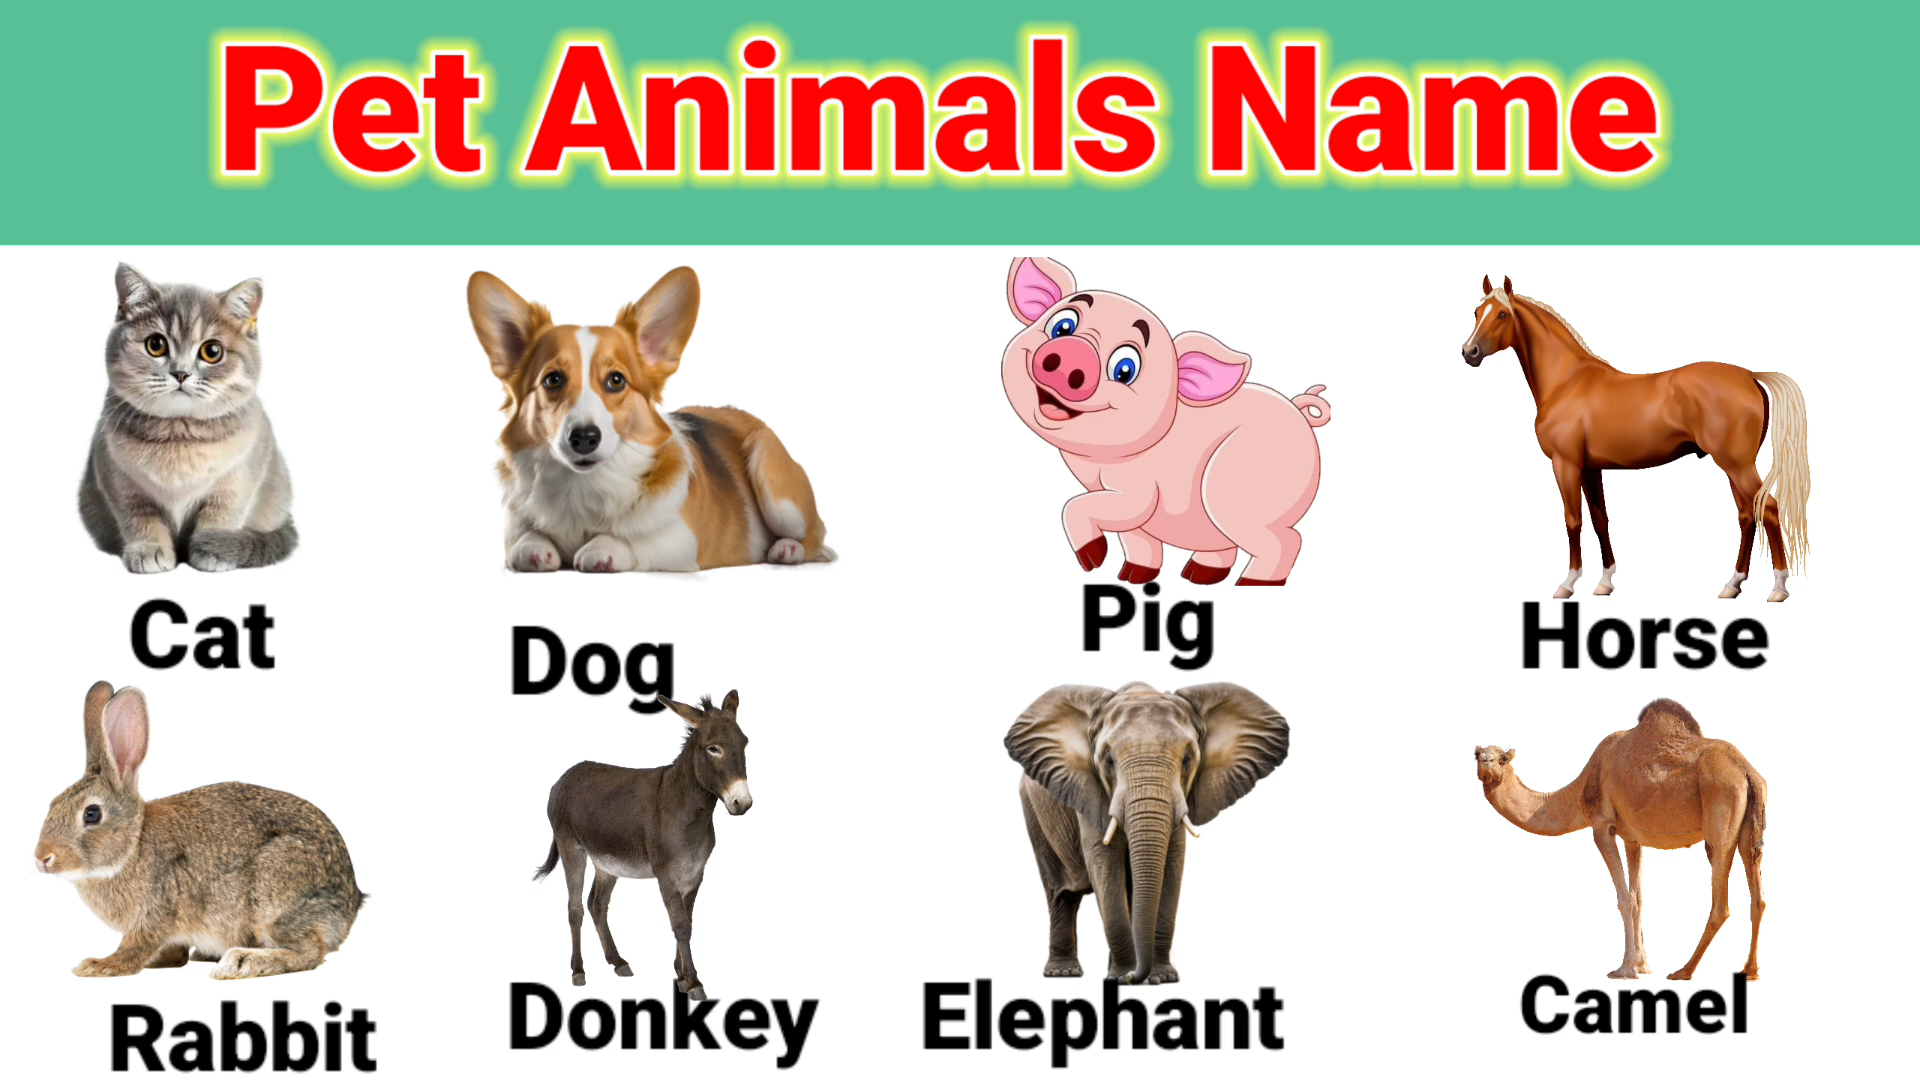 Pet Animals Name
Cat
Dog
Pig
Horse
Rabbit
Donkey
Elephant
Camel